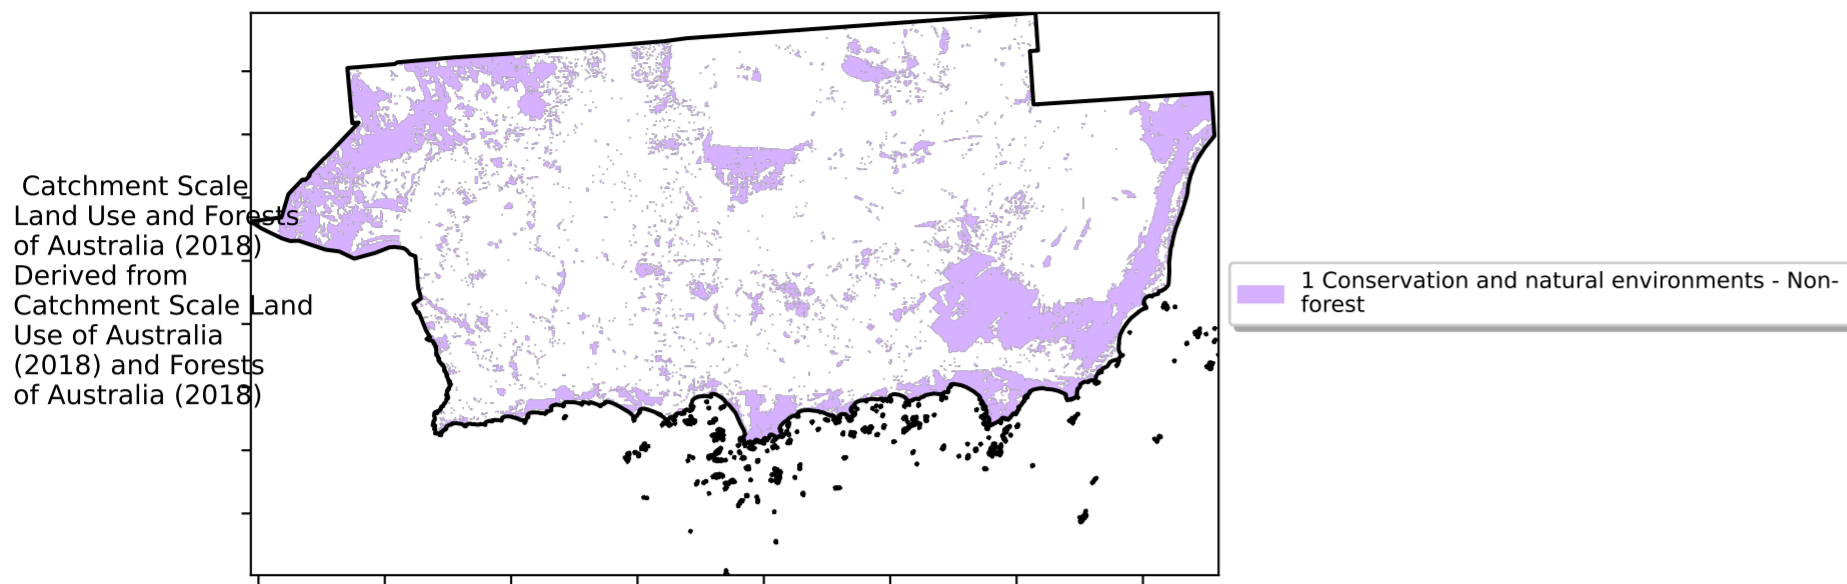 Catchment Scale
Land Use and Forests
of Australia (2018)
Derived from
Catchment Scale Land
Use of Australia
(2018) and Forests
of Australia (2018)
1 Conservation and natural environments - Non-
forest